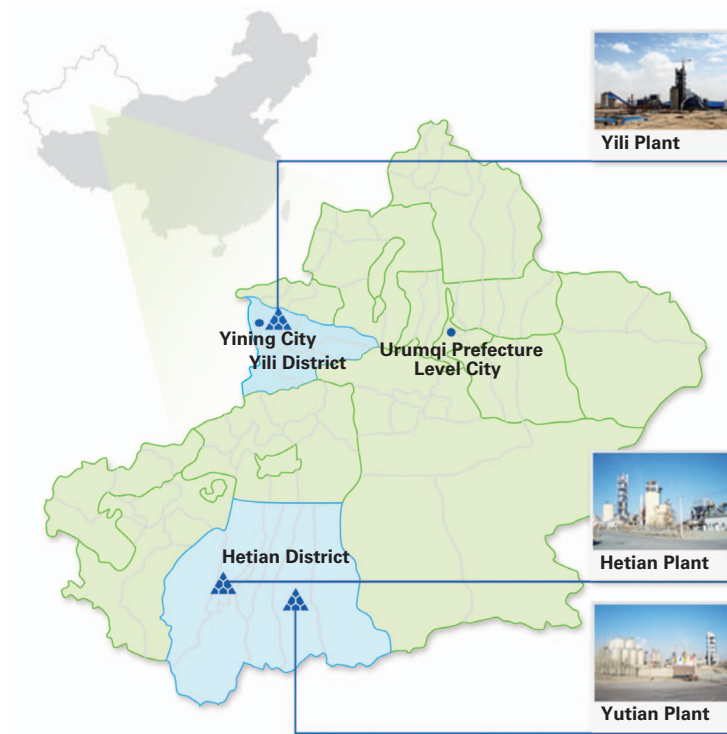 Yili Plant
Yining City
Yili District
Urumqi Prefecture
Level City
Hetian District
Hetian Plant
Yutian Plant